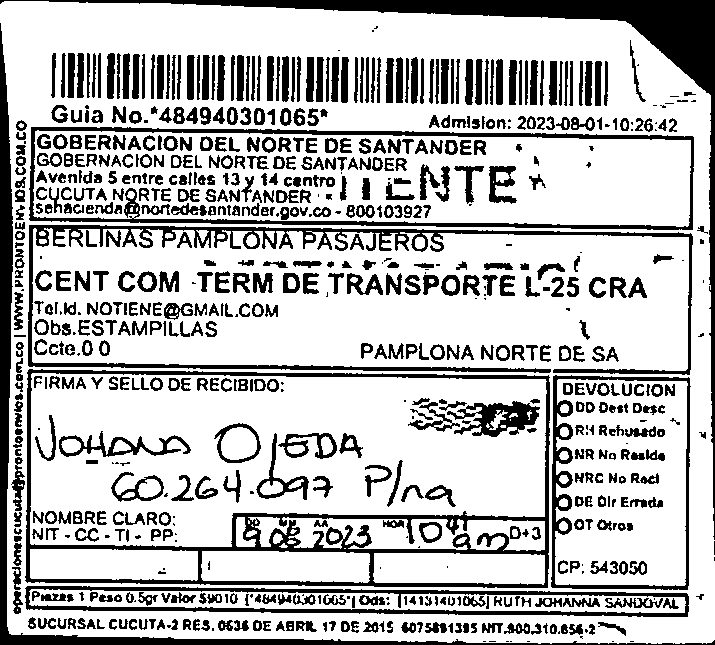 Guia No.*484940301065*
Admision: 2023-08-01-10:26:42
GOBERNACION DEL NORTE DE SANTANDER
GOBERNACION DEL NORTE DE SANTANDER
Avenida 5 entre calles 13 y 14 centro
CUCUTA NORTE DE SANTANDER
sehacienda@nortedesantander.gov.co - 800103927
BERLINAS PAMPLONA PASAJEROS
CENT COM TERM DE TRANSPORTE L-25 CRA
Tel.Id. NOTIENE@GMAIL.COM
Obs.ESTAMPILLAS
Ccte.0 0
PAMPLONA NORTE DE SA
FIRMA Y SELLO DE RECIBIDO:
JOHANA OJEDA
60.264.097 P/na
NOMBRE CLARO:
NIT - CC - TI - PP:
DD MM AA HORA
9 08 2023 10 41 am D+3
DEVOLUCION
DD Dest Desc
RH Rehusado
NR No Reside
NRC No Recl
DE Dir Errada
OT Otros
CP: 543050
Piezas 1 Peso 0.5gr Valor $9010 [*484940301065*] Ods: [14131401065] RUTH JOHANNA SANDOVAL
SUCURSAL CUCUTA-2 RES. 0636 DE ABRIL 17 DE 2015 6075891395 NIT.900.310.856-2
operacionescucuta@prontoenvios.com.co | WWW.PRONTOENVIOS.COM.CO